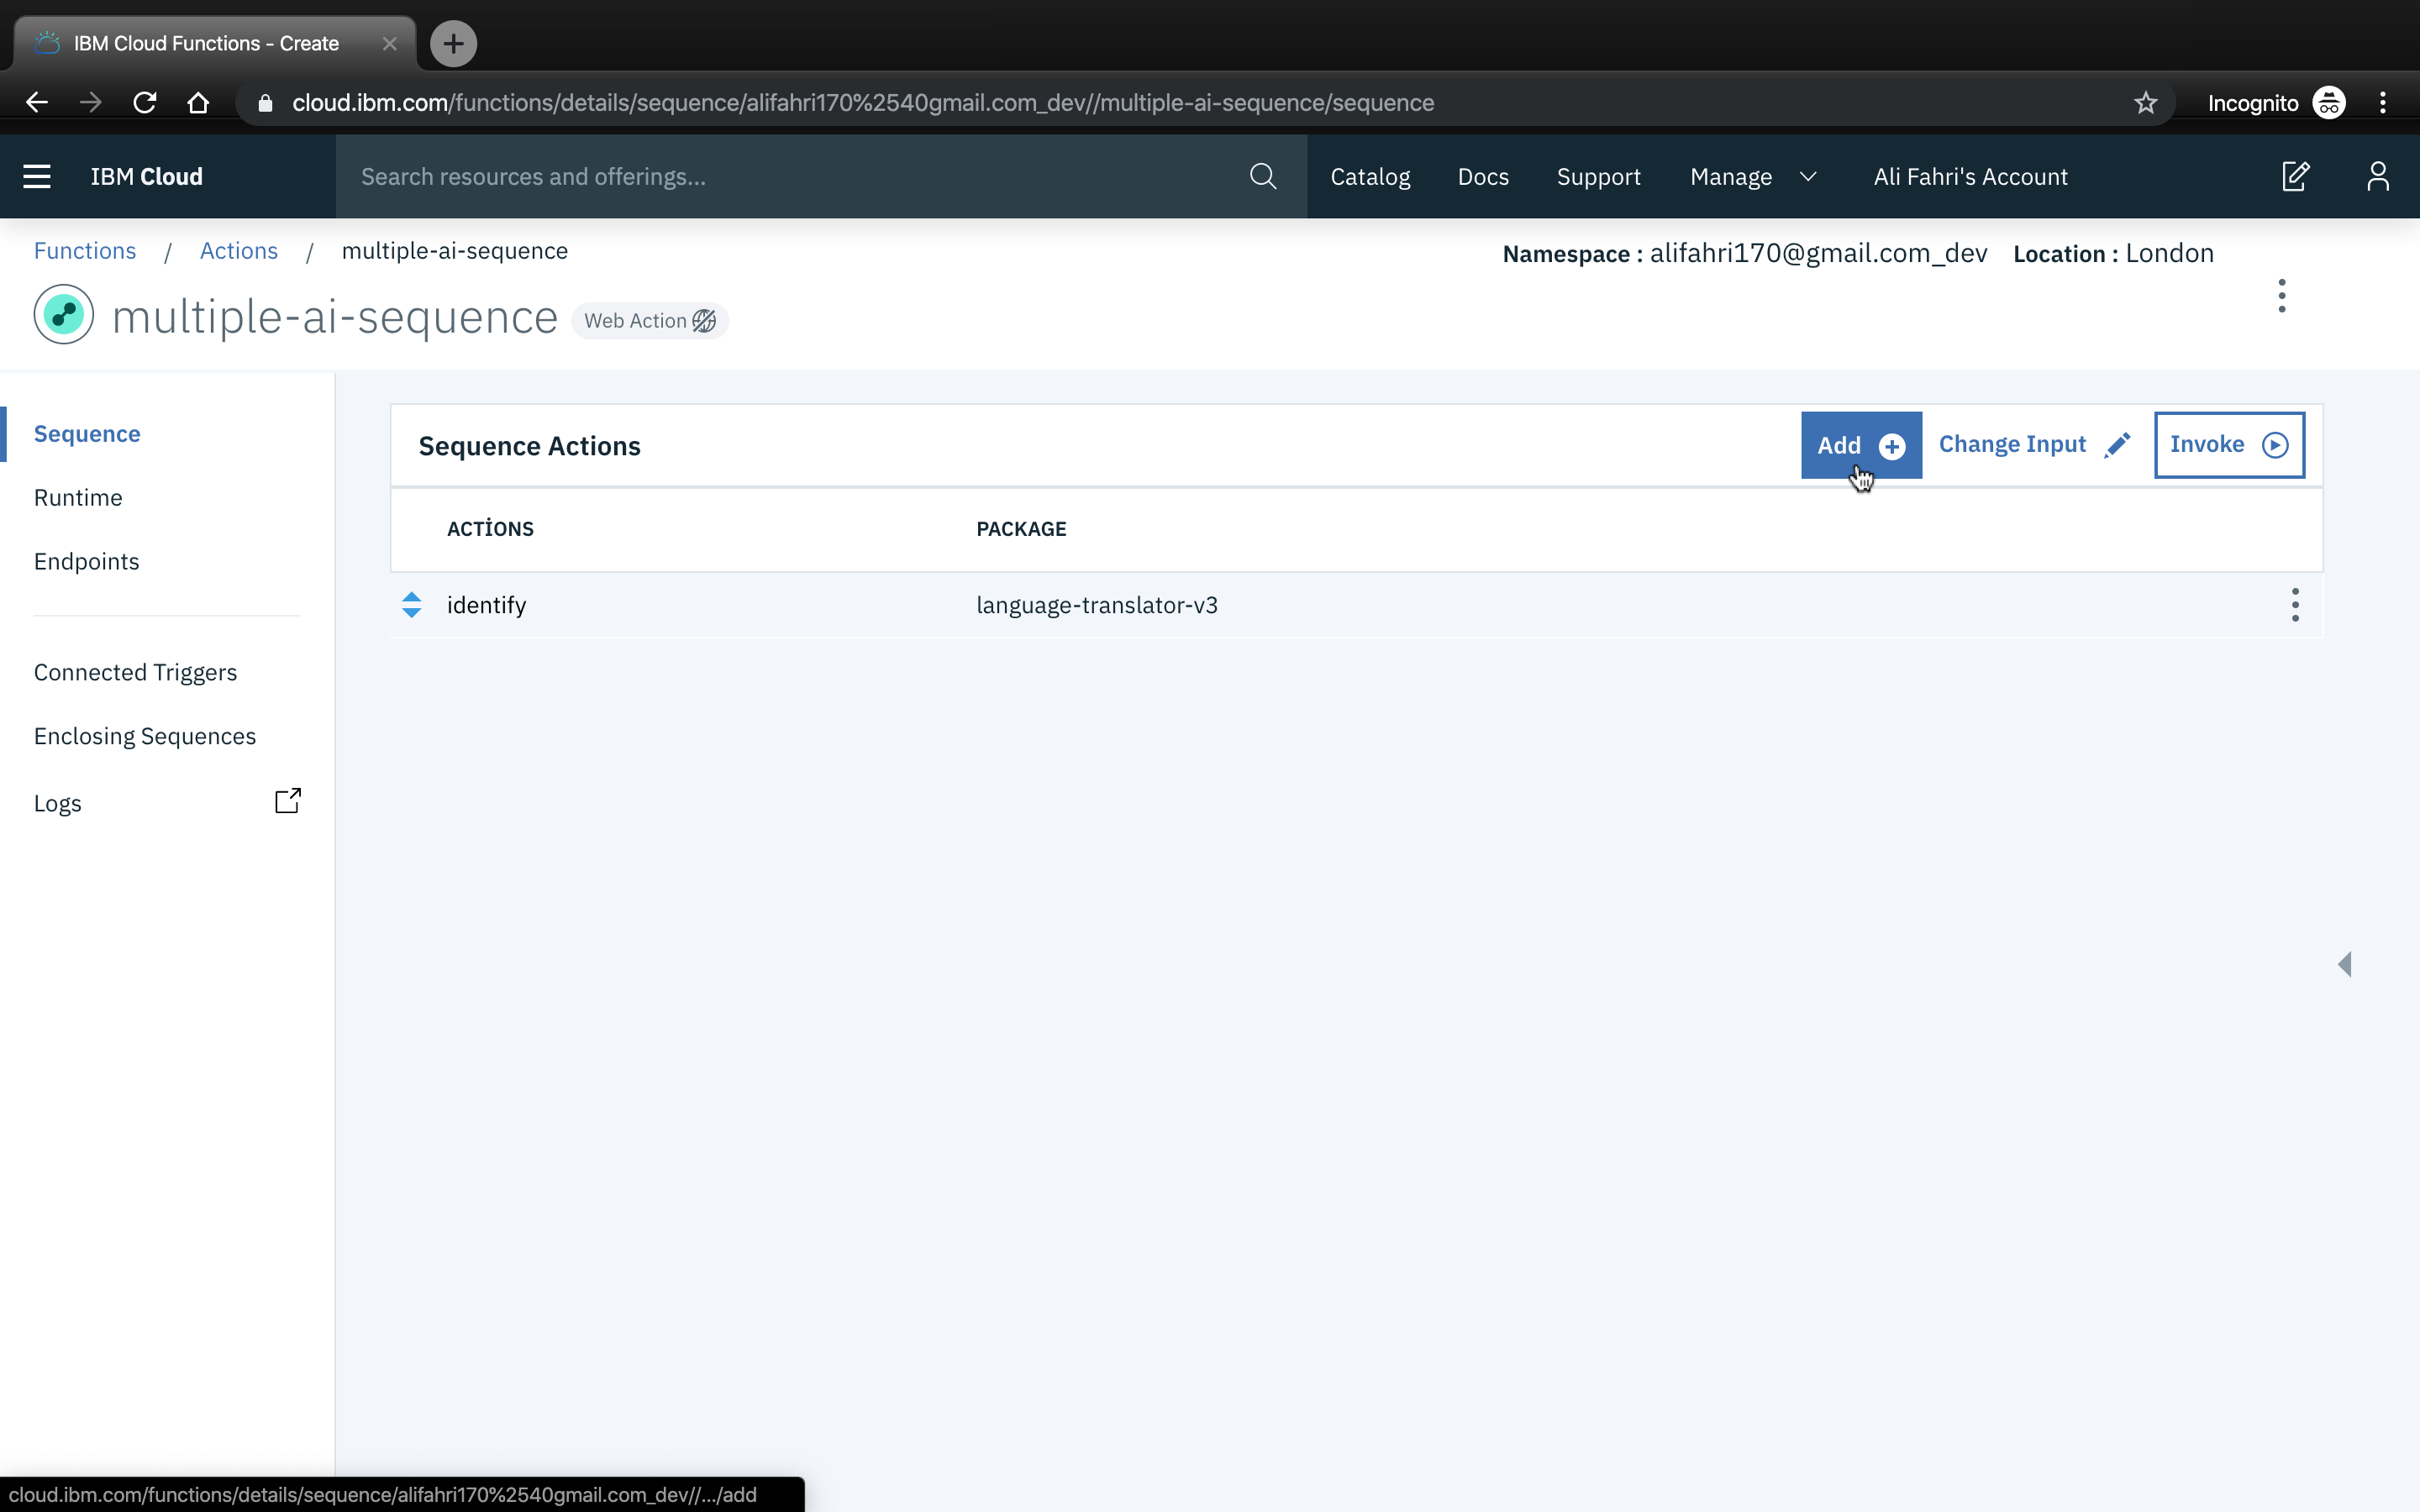 IBM Cloud Functions - Create
cloud.ibm.com/functions/details/sequence/alifahri170%2540gmail.com_dev//multiple-ai-sequence/sequence
Incognito
IBM Cloud
Search resources and offerings...
Catalog
Docs
Support
Manage
Ali Fahri's Account
Functions / Actions / multiple-ai-sequence
Namespace : alifahri170@gmail.com_dev Location : London
multiple-ai-sequence
Web Action
Sequence
Runtime
Endpoints
Connected Triggers
Enclosing Sequences
Logs
Sequence Actions
Add
Change Input
Invoke
ACTİONS
PACKAGE
identify
language-translator-v3
cloud.ibm.com/functions/details/sequence/alifahri170%2540gmail.com_dev//.../add